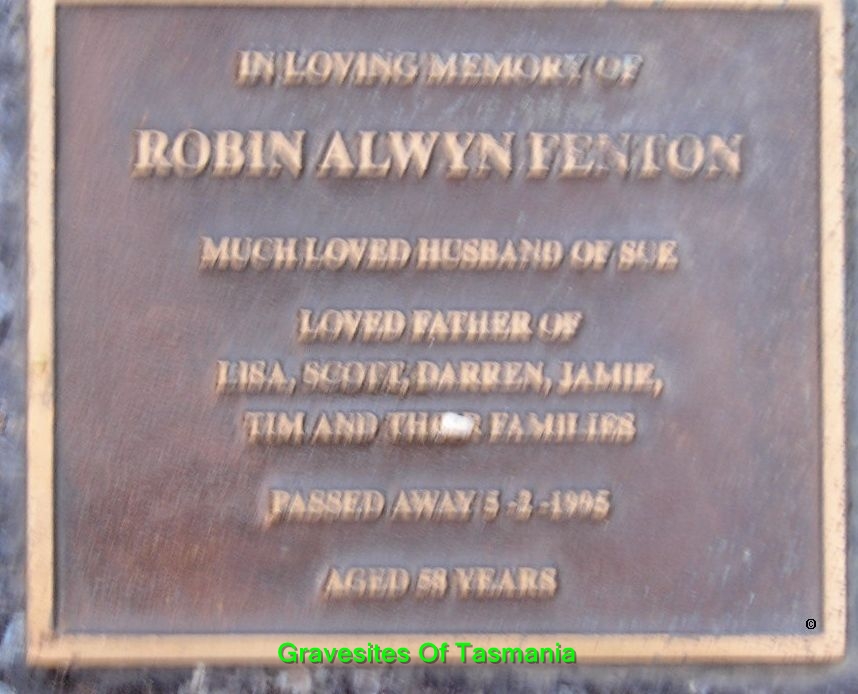 IN LOVING MEMORY OF
ROBIN ALWYN FENTON
MUCH LOVED HUSBAND OF SUE
LOVED FATHER OF
LISA, SCOTT, DARREN, JAMIE,
TIM AND THEIR FAMILIES
PASSED AWAY 5-2-1995
AGED 58 YEARS
©
Gravesites Of Tasmania